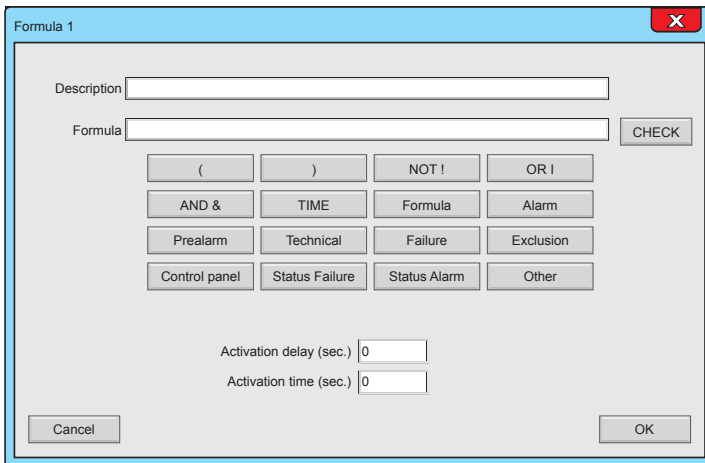 Formula 1
X
Description
Formula
CHECK
( ) NOT ! OR I
AND & TIME Formula Alarm
Prealarm Technical Failure Exclusion
Control panel Status Failure Status Alarm Other
Activation delay (sec.) 0
Activation time (sec.) 0
Cancel OK